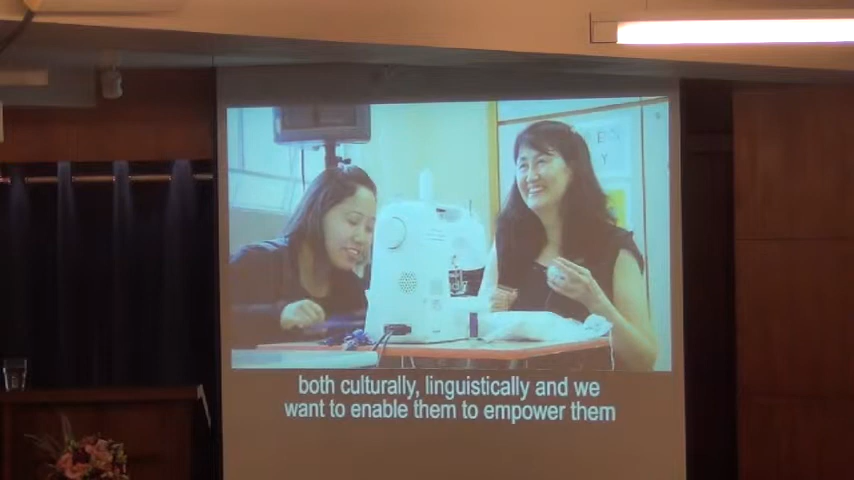 both culturally, linguistically and we
want to enable them to empower them